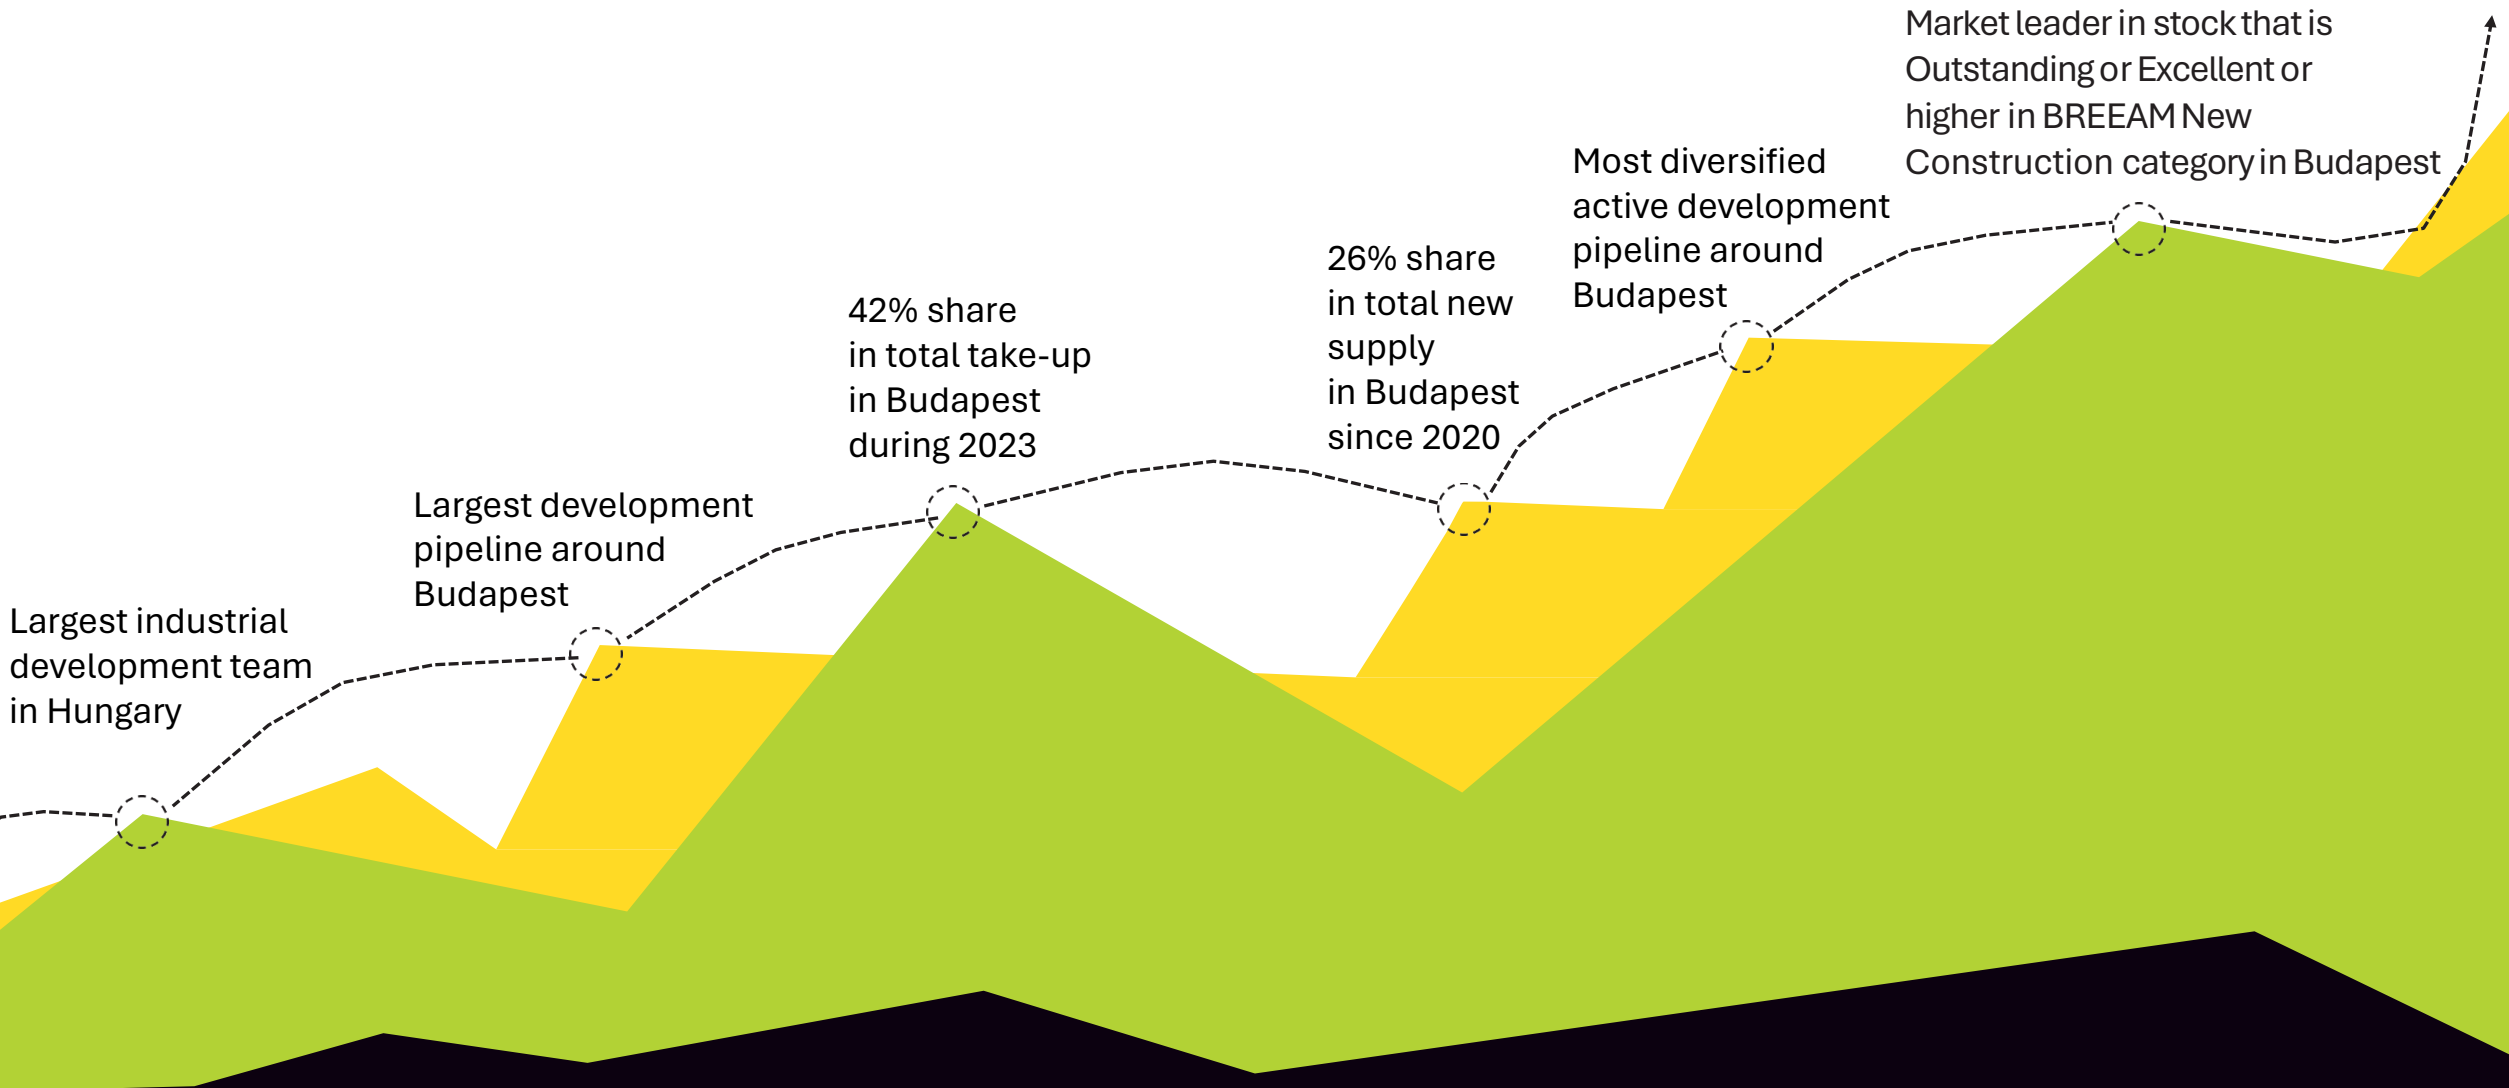 Largest industrial
development team
in Hungary
Largest development
pipeline around
Budapest
42% share
in total take-up
in Budapest
during 2023
26% share
in total new
supply
in Budapest
since 2020
Most diversified
active development
pipeline around
Budapest
Market leader in stock that is
Outstanding or Excellent or
higher in BREEAM New
Construction category in Budapest